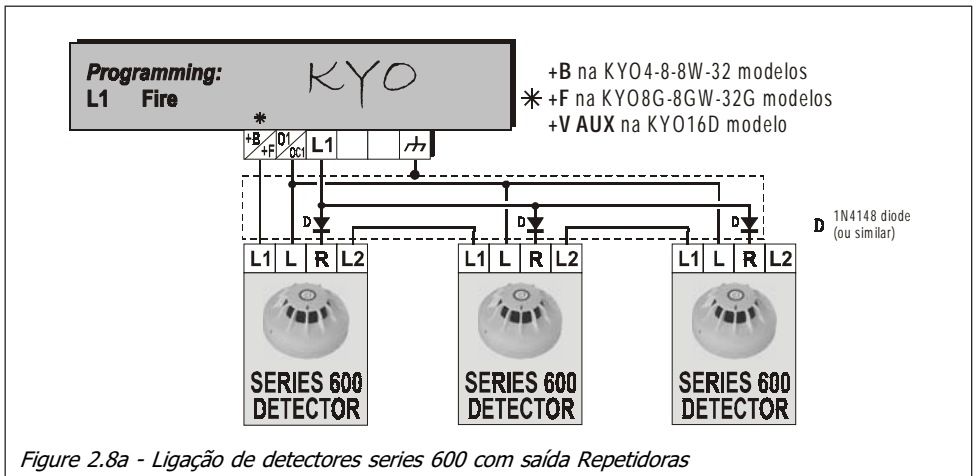 Programming:
L1 Fire
KYO
+B na KYO4-8-8W-32 modelos
* +F na KYO8G-8GW-32G modelos
+V AUX na KYO16D modelo
*
+B/+F O1/OC1 L1
D D D
D 1N4148 diode
(ou similar)
L1 L R L2 L1 L R L2 L1 L R L2
SERIES 600 SERIES 600 SERIES 600
DETECTOR DETECTOR DETECTOR
Figure 2.8a - Ligação de detectores series 600 com saída Repetidoras